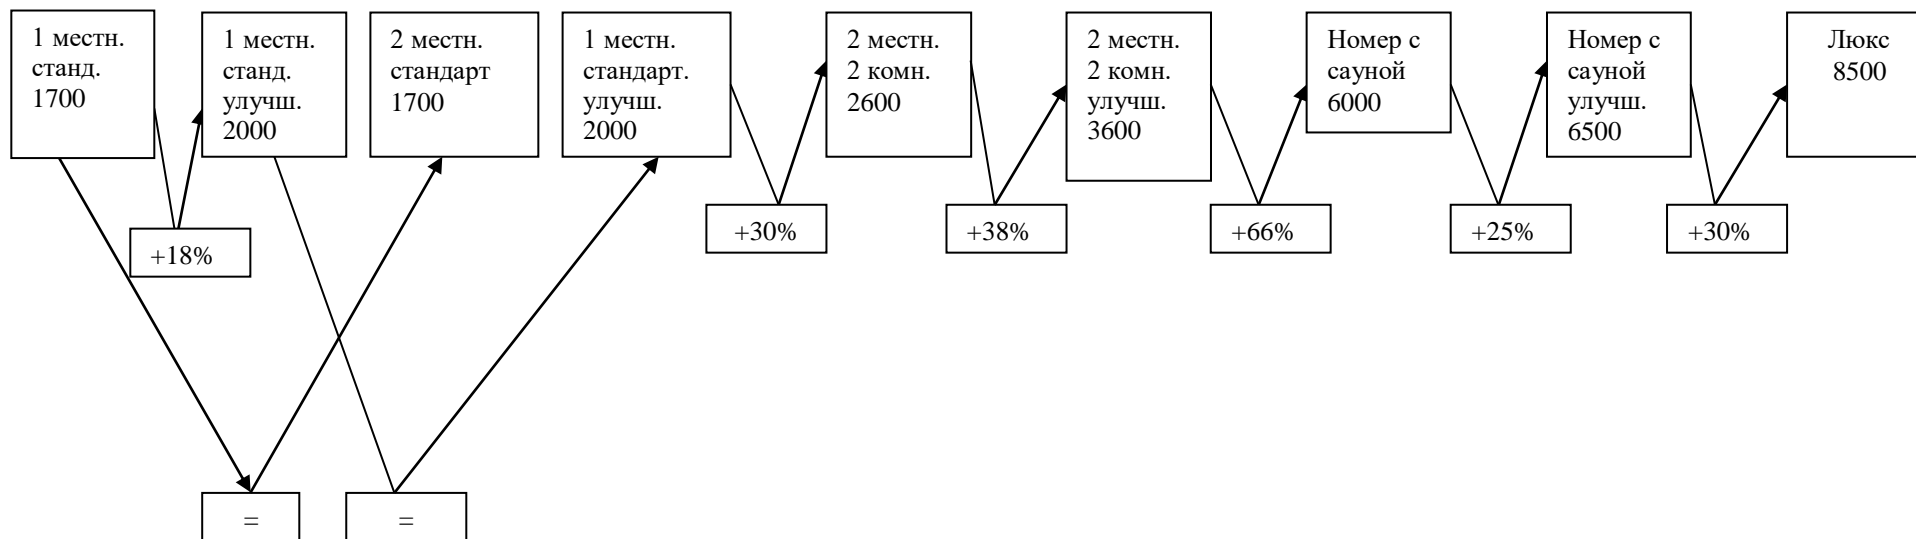 1 местн.
станд.
1700
1 местн.
станд.
улучш.
2000
2 местн.
стандарт
1700
1 местн.
стандарт.
улучш.
2000
2 местн.
2 комн.
2600
2 местн.
2 комн.
улучш.
3600
Номер с
сауной
6000
Номер с
сауной
улучш.
6500
Люкс
8500
+18%
+30%
+38%
+66%
+25%
+30%
=
=